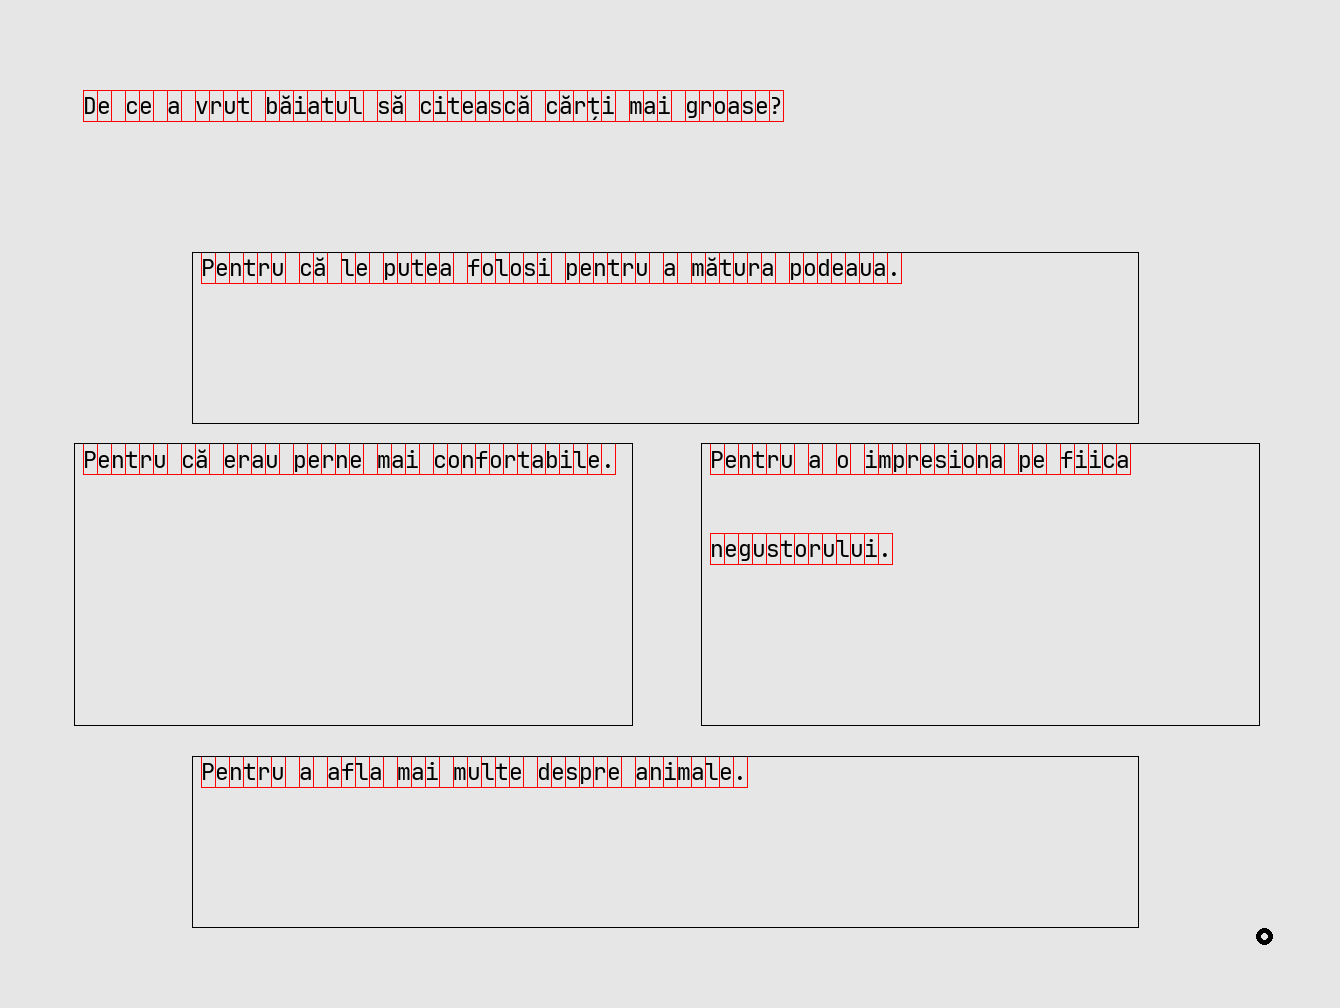 De ce a vrut băiatul să citească cărți mai groase?
Pentru că le putea folosi pentru a mătura podeaua.
Pentru că erau perne mai confortabile.
Pentru a o impresiona pe fiica
negustorului.
Pentru a afla mai multe despre animale.